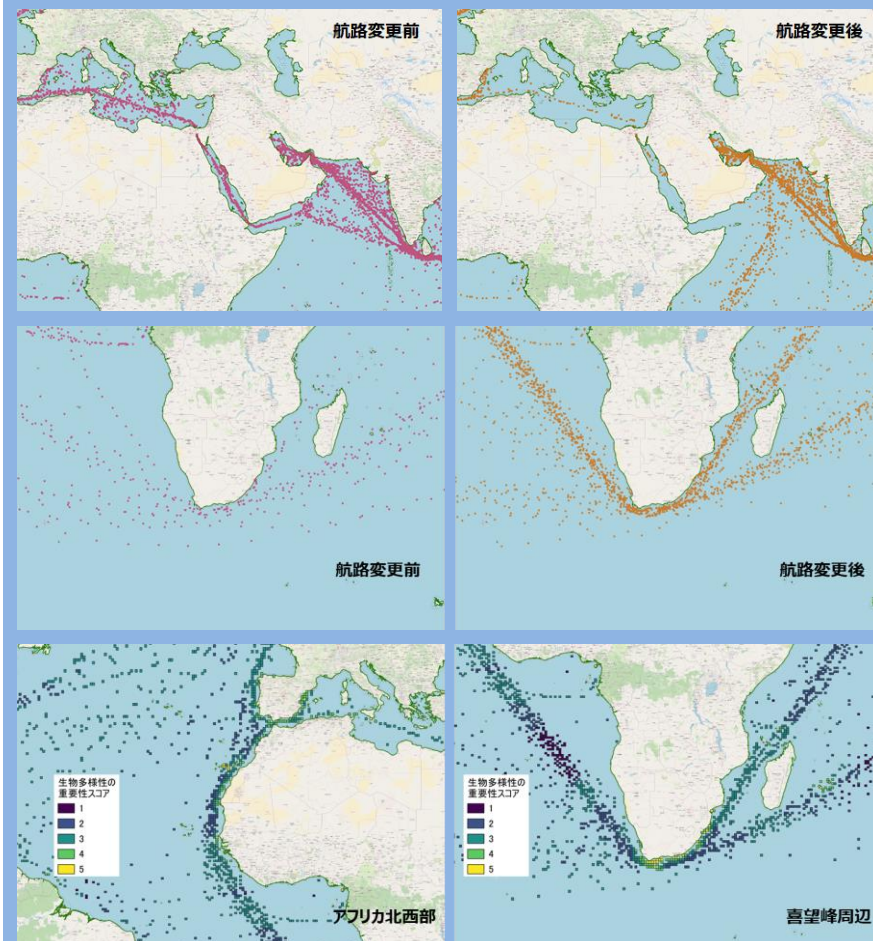 航路変更前
航路変更後
航路変更前
航路変更後
生物多様性の
重要性スコア
1
2
3
4
5
アフリカ北西部
生物多様性の
重要性スコア
1
2
3
4
5
喜望峰周辺